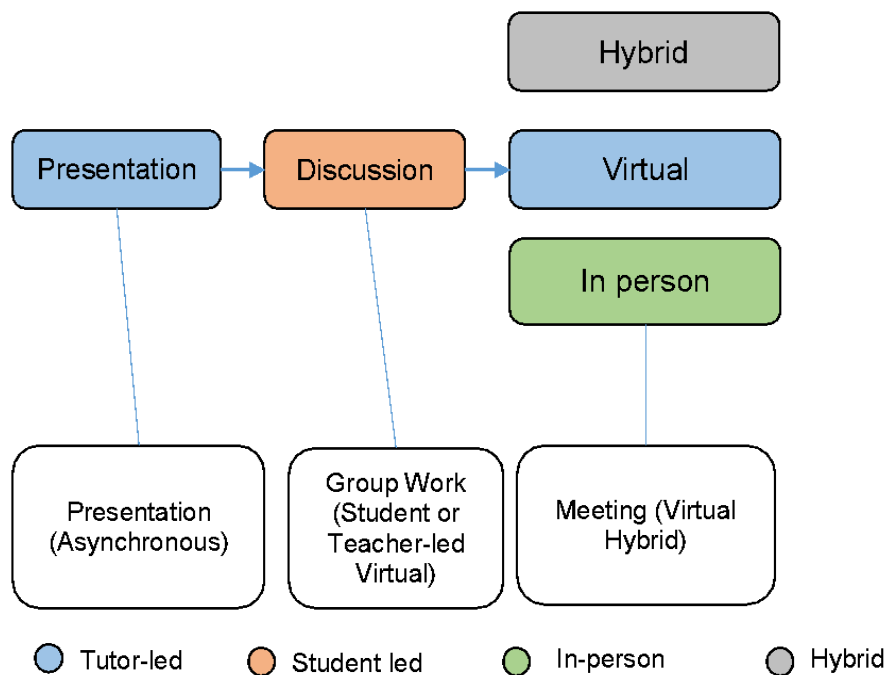 Hybrid
Presentation
Discussion
Virtual
In person
Presentation
(Asynchronous)
Group Work
(Student or
Teacher-led
Virtual)
Meeting (Virtual
Hybrid)
Tutor-led
Student led
In-person
Hybrid